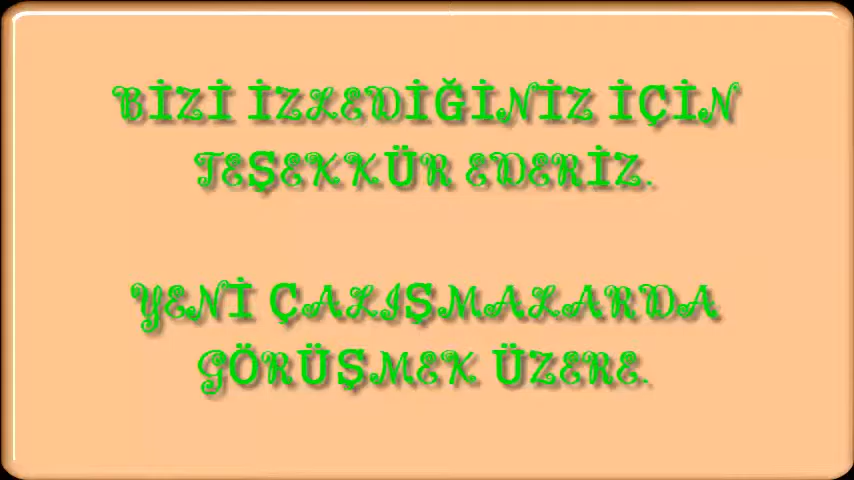 BİZİ İZLEDİĞİNİZ İÇİN
TEŞEKKÜR EDERİZ.
YENİ ÇALIŞMALARDA
GÖRÜŞMEK ÜZERE.